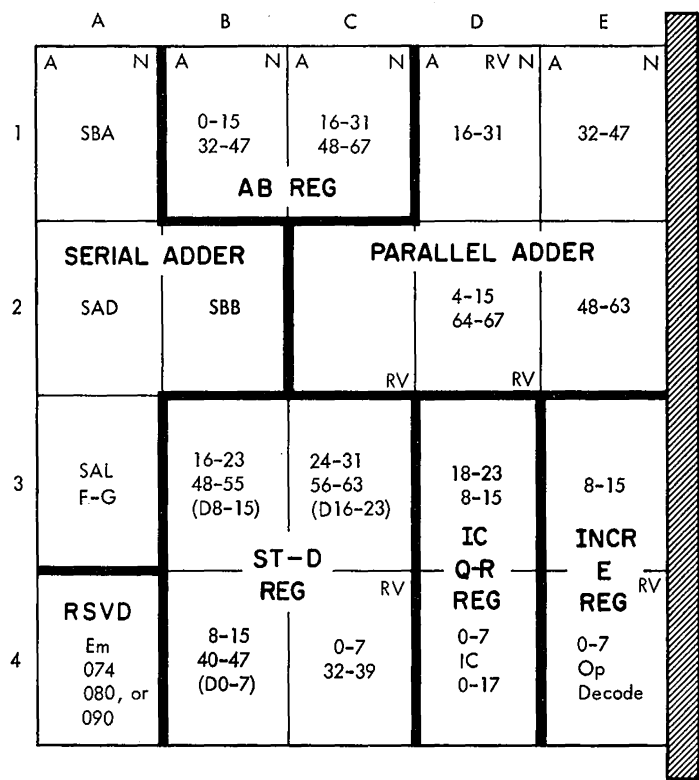 A B C D E
A N A N A N A RV N A N
1
SBA
0-15
32-47
16-31
48-67
16-31
32-47
AB REG
SERIAL ADDER
PARALLEL ADDER
2
SAD
SBB
4-15
64-67
48-63
RV RV
3
SAL
F-G
16-23
48-55
(D8-15)
24-31
56-63
(D16-23)
18-23
8-15
8-15
ST-D
REG
IC
Q-R
REG
INCR
E
REG
RV RV
4
RSVD
Em
074
080, or
090
8-15
40-47
(D0-7)
0-7
32-39
0-7
IC
0-17
0-7
Op
Decode